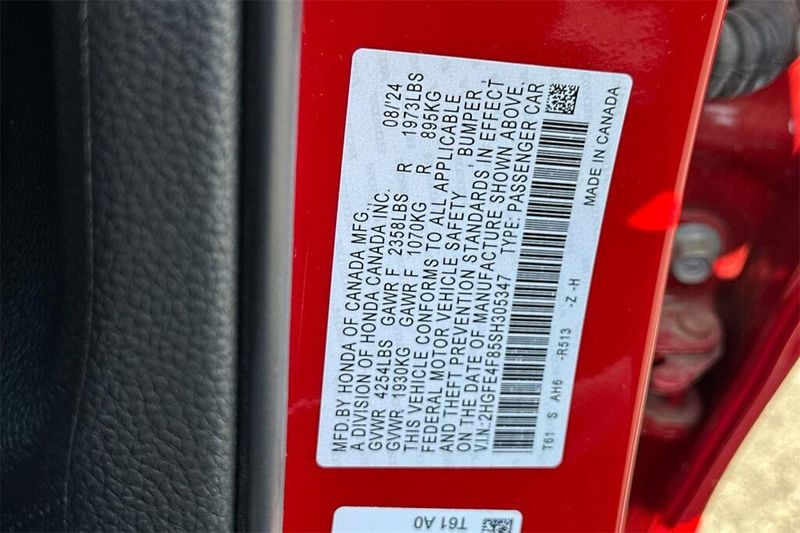 MFD.BY HONDA OF CANADA MFG.,
A DIVISION OF HONDA CANADA INC. 08/'24
GVWR 4254LBS GAWR F 2358LBS R 1973LBS
GVWR 1930KG GAWR F 1070KG R 895KG
THIS VEHICLE CONFORMS TO ALL APPLICABLE
FEDERAL MOTOR VEHICLE SAFETY, BUMPER,
AND THEFT PREVENTION STANDARDS IN EFFECT
ON THE DATE OF MANUFACTURE SHOWN ABOVE.
V.I.N.:2HGFE4F85SH305347 TYPE: PASSENGER CAR
T61 S AH6 -R513 -Z -H
MADE IN CANADA
T61 A0